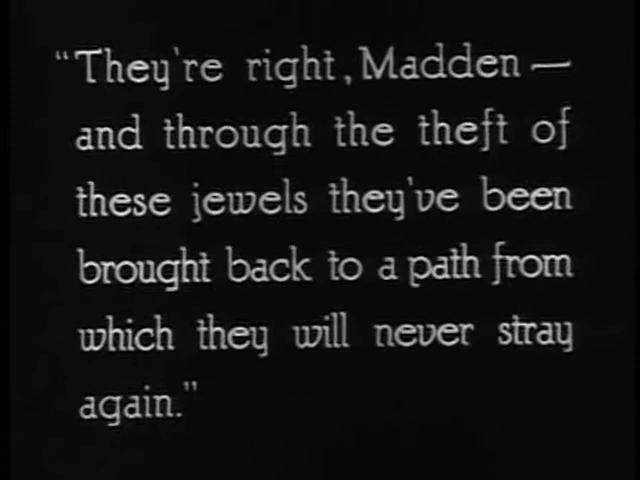 "They're right, Madden —
and through the theft of
these jewels they've been
brought back to a path from
which they will never stray
again."